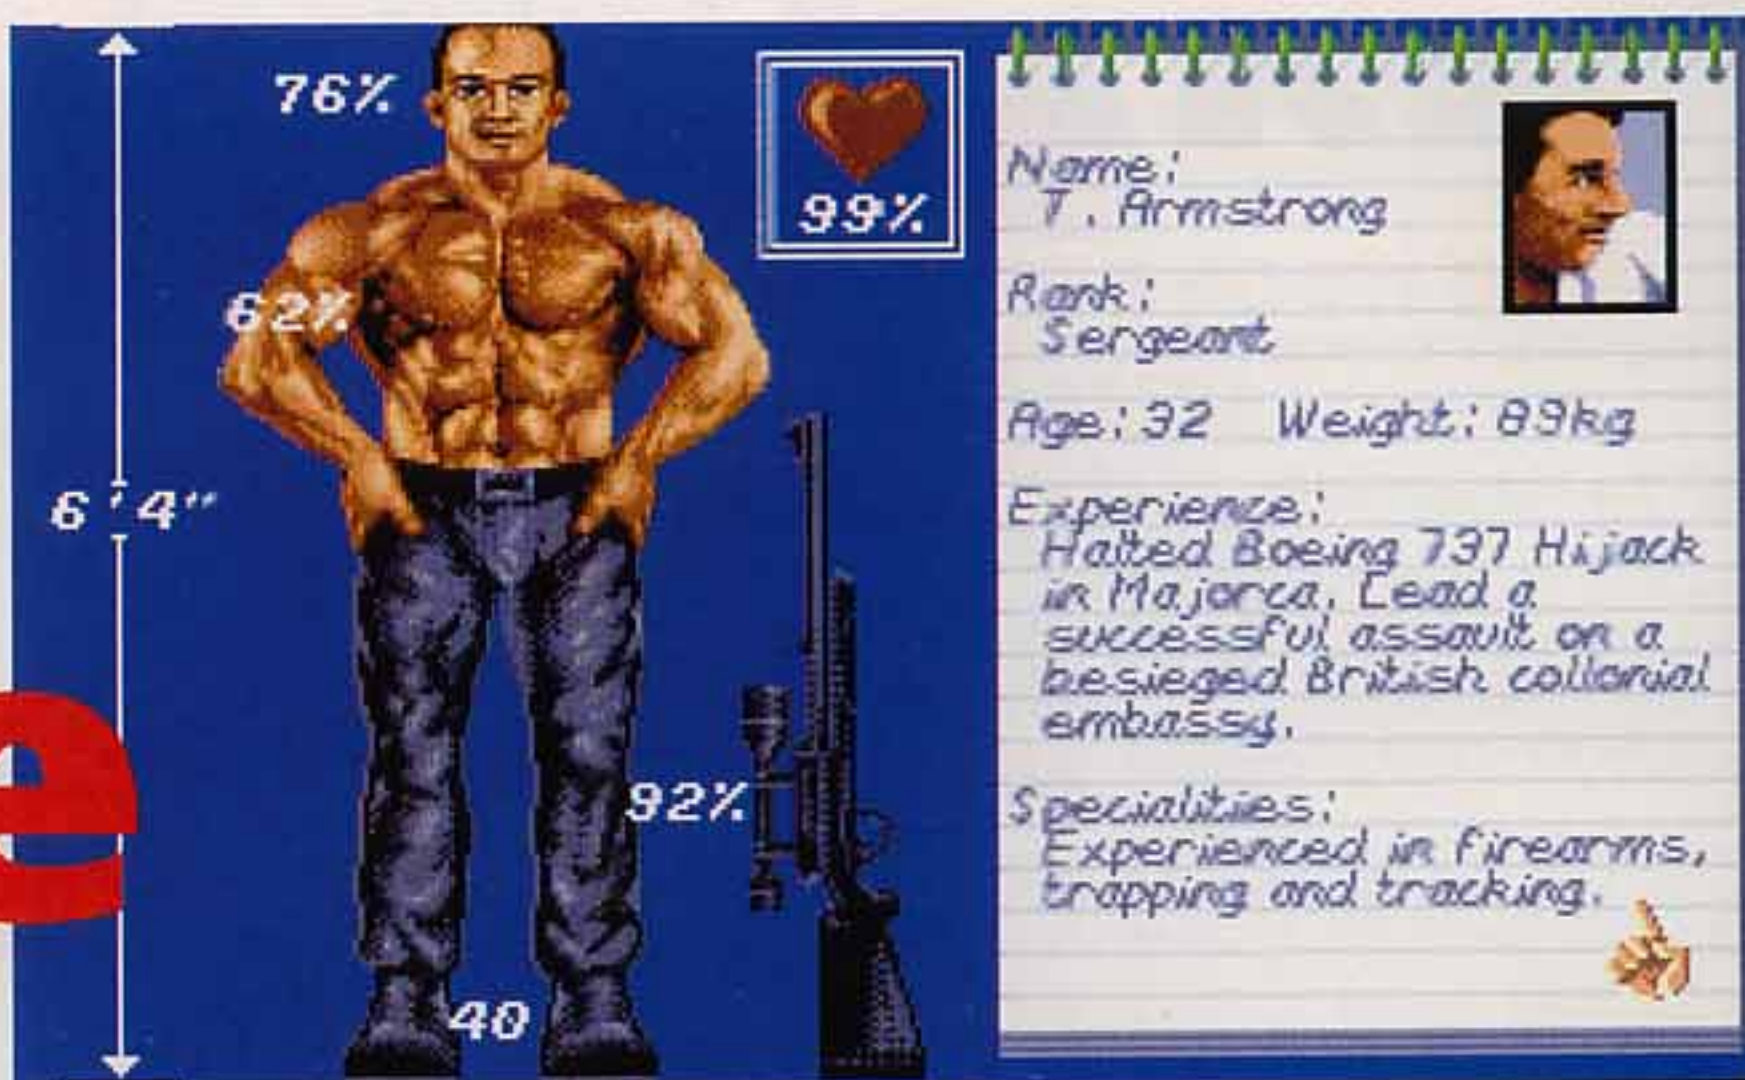 76%
99%
62%
6'4"
92%
40
e
Name:
T. Armstrong
Rank:
Sergeant
Age: 32 Weight: 89kg
Experience:
Halted Boeing 737 Hijack
in Majorca. Lead a
successful assault on a
besieged British collonial
embassy.
Specialities:
Experienced in firearms,
trapping and tracking.